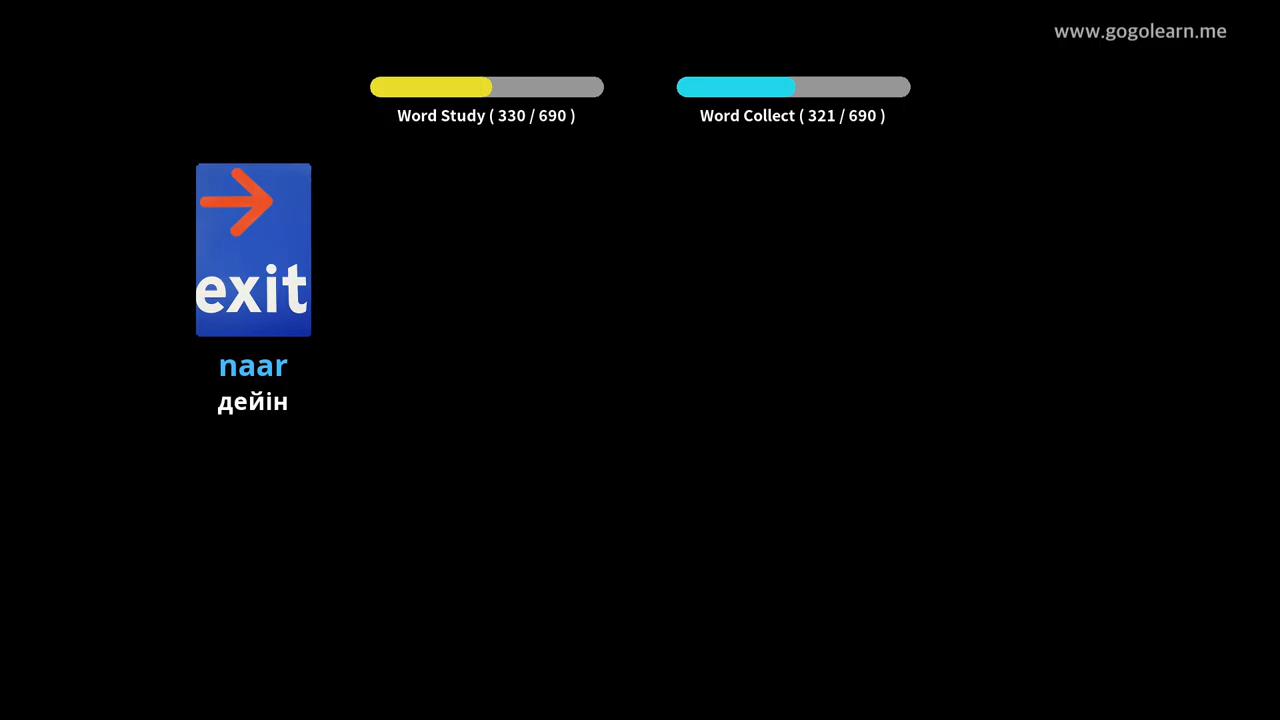 www.gogolearn.me
Word Study ( 330 / 690 )
Word Collect ( 321 / 690 )
exit
naar
дейін